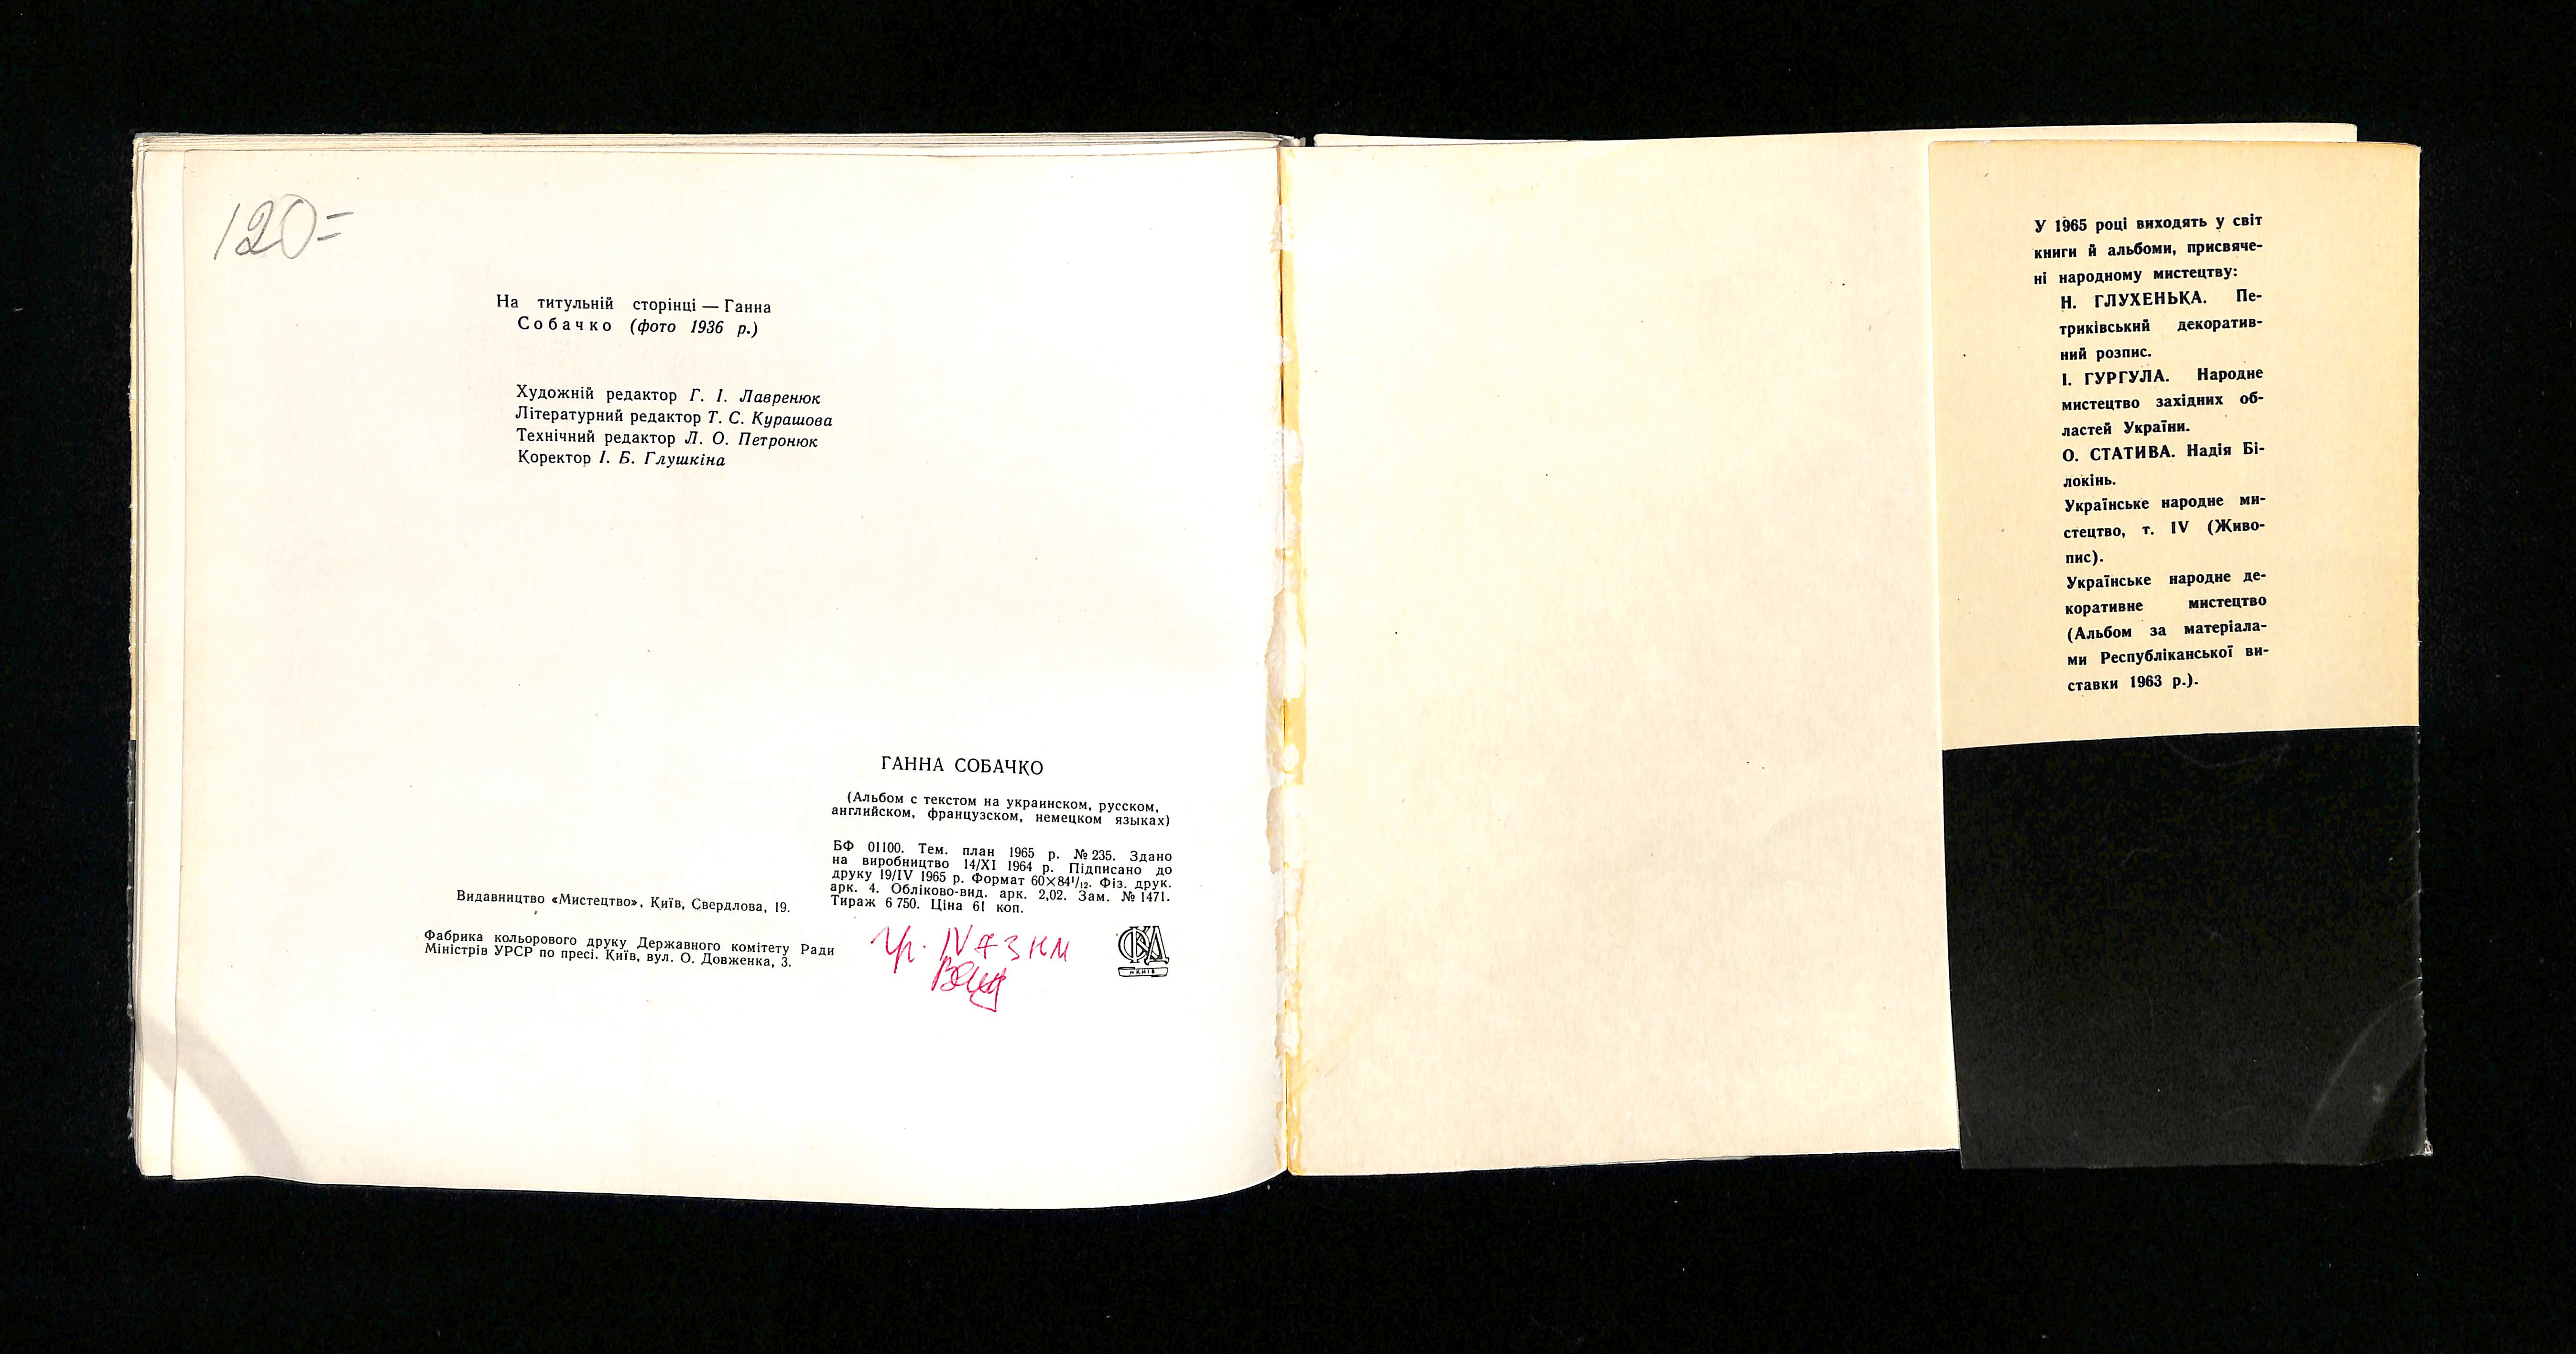 120=
На титульній сторінці — Ганна
Собачко (фото 1936 р.)
Художній редактор Г. І. Лавренюк
Літературний редактор Т. С. Курашова
Технічний редактор Л. О. Петронюк
Коректор І. Б. Глушкіна
ГАННА СОБАЧКО
(Альбом с текстом на украинском, русском,
английском, французском, немецком языках)
БФ 01100. Тем. план 1965 р. № 235. Здано
на виробництво 14/XI 1964 р. Підписано до
друку 19/IV 1965 р. Формат 60×84¹/₁₂. Фіз. друк.
арк. 4. Обліково-вид. арк. 2,02. Зам. № 1471.
Тираж 6 750. Ціна 61 коп.
Видавництво «Мистецтво», Київ, Свердлова, 19.
Фабрика кольорового друку Державного комітету Ради
Міністрів УРСР по пресі. Київ, вул. О. Довженка, 3.
У 1965 році виходять у світ
книги й альбоми, присвяче-
ні народному мистецтву:
Н. ГЛУХЕНЬКА. Пе-
триківський декоратив-
ний розпис.
І. ГУРГУЛА. Народне
мистецтво західних об-
ластей України.
О. СТАТИВА. Надія Бі-
локінь.
Українське народне ми-
стецтво, т. IV (Живо-
пис).
Українське народне де-
коративне мистецтво
(Альбом за матеріала-
ми Республіканської ви-
ставки 1963 р.).